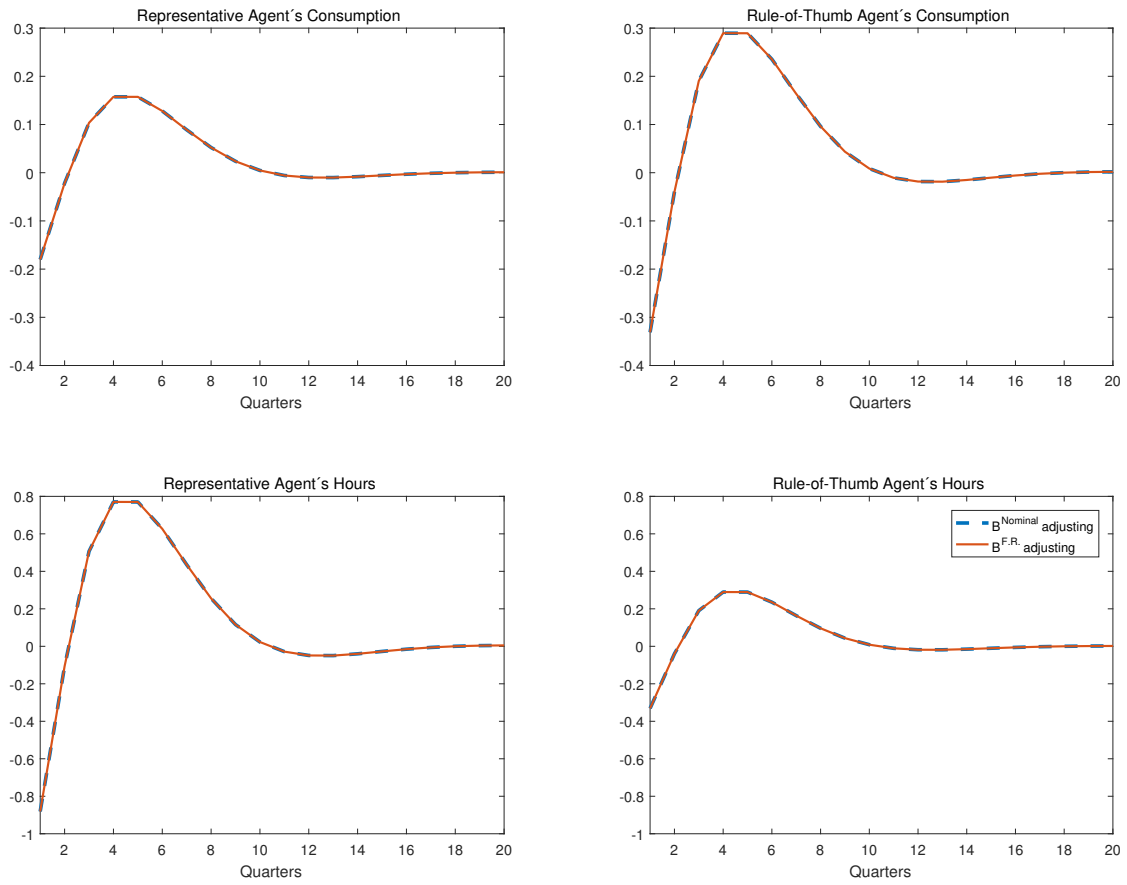 Representative Agent´s Consumption
0.3
0.2
0.1
0
-0.1
-0.2
-0.3
-0.4
2 4 6 8 10 12 14 16 18 20
Quarters
Rule-of-Thumb Agent´s Consumption
0.3
0.2
0.1
0
-0.1
-0.2
-0.3
-0.4
2 4 6 8 10 12 14 16 18 20
Quarters
Representative Agent´s Hours
0.8
0.6
0.4
0.2
0
-0.2
-0.4
-0.6
-0.8
-1
2 4 6 8 10 12 14 16 18 20
Quarters
Rule-of-Thumb Agent´s Hours
0.8
0.6
0.4
0.2
0
-0.2
-0.4
-0.6
-0.8
-1
B^Nominal adjusting
B^F.R. adjusting
2 4 6 8 10 12 14 16 18 20
Quarters